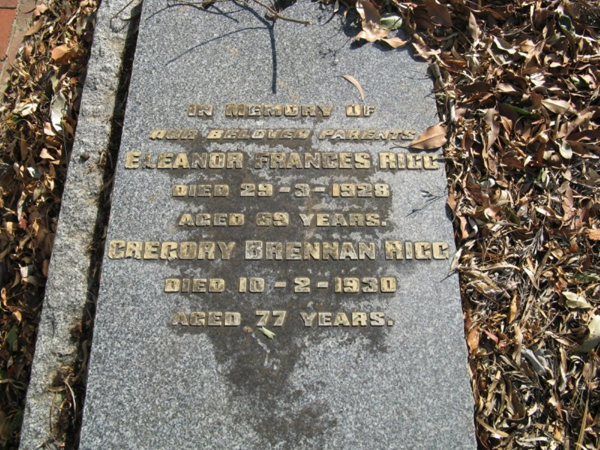 IN MEMORY OF
OUR BELOVED PARENTS
ELEANOR FRANCES RIGG
DIED 29-3-1928
AGED 69 YEARS.
GREGORY BRENNAN RIGG
DIED 10-2-1930
AGED 77 YEARS.